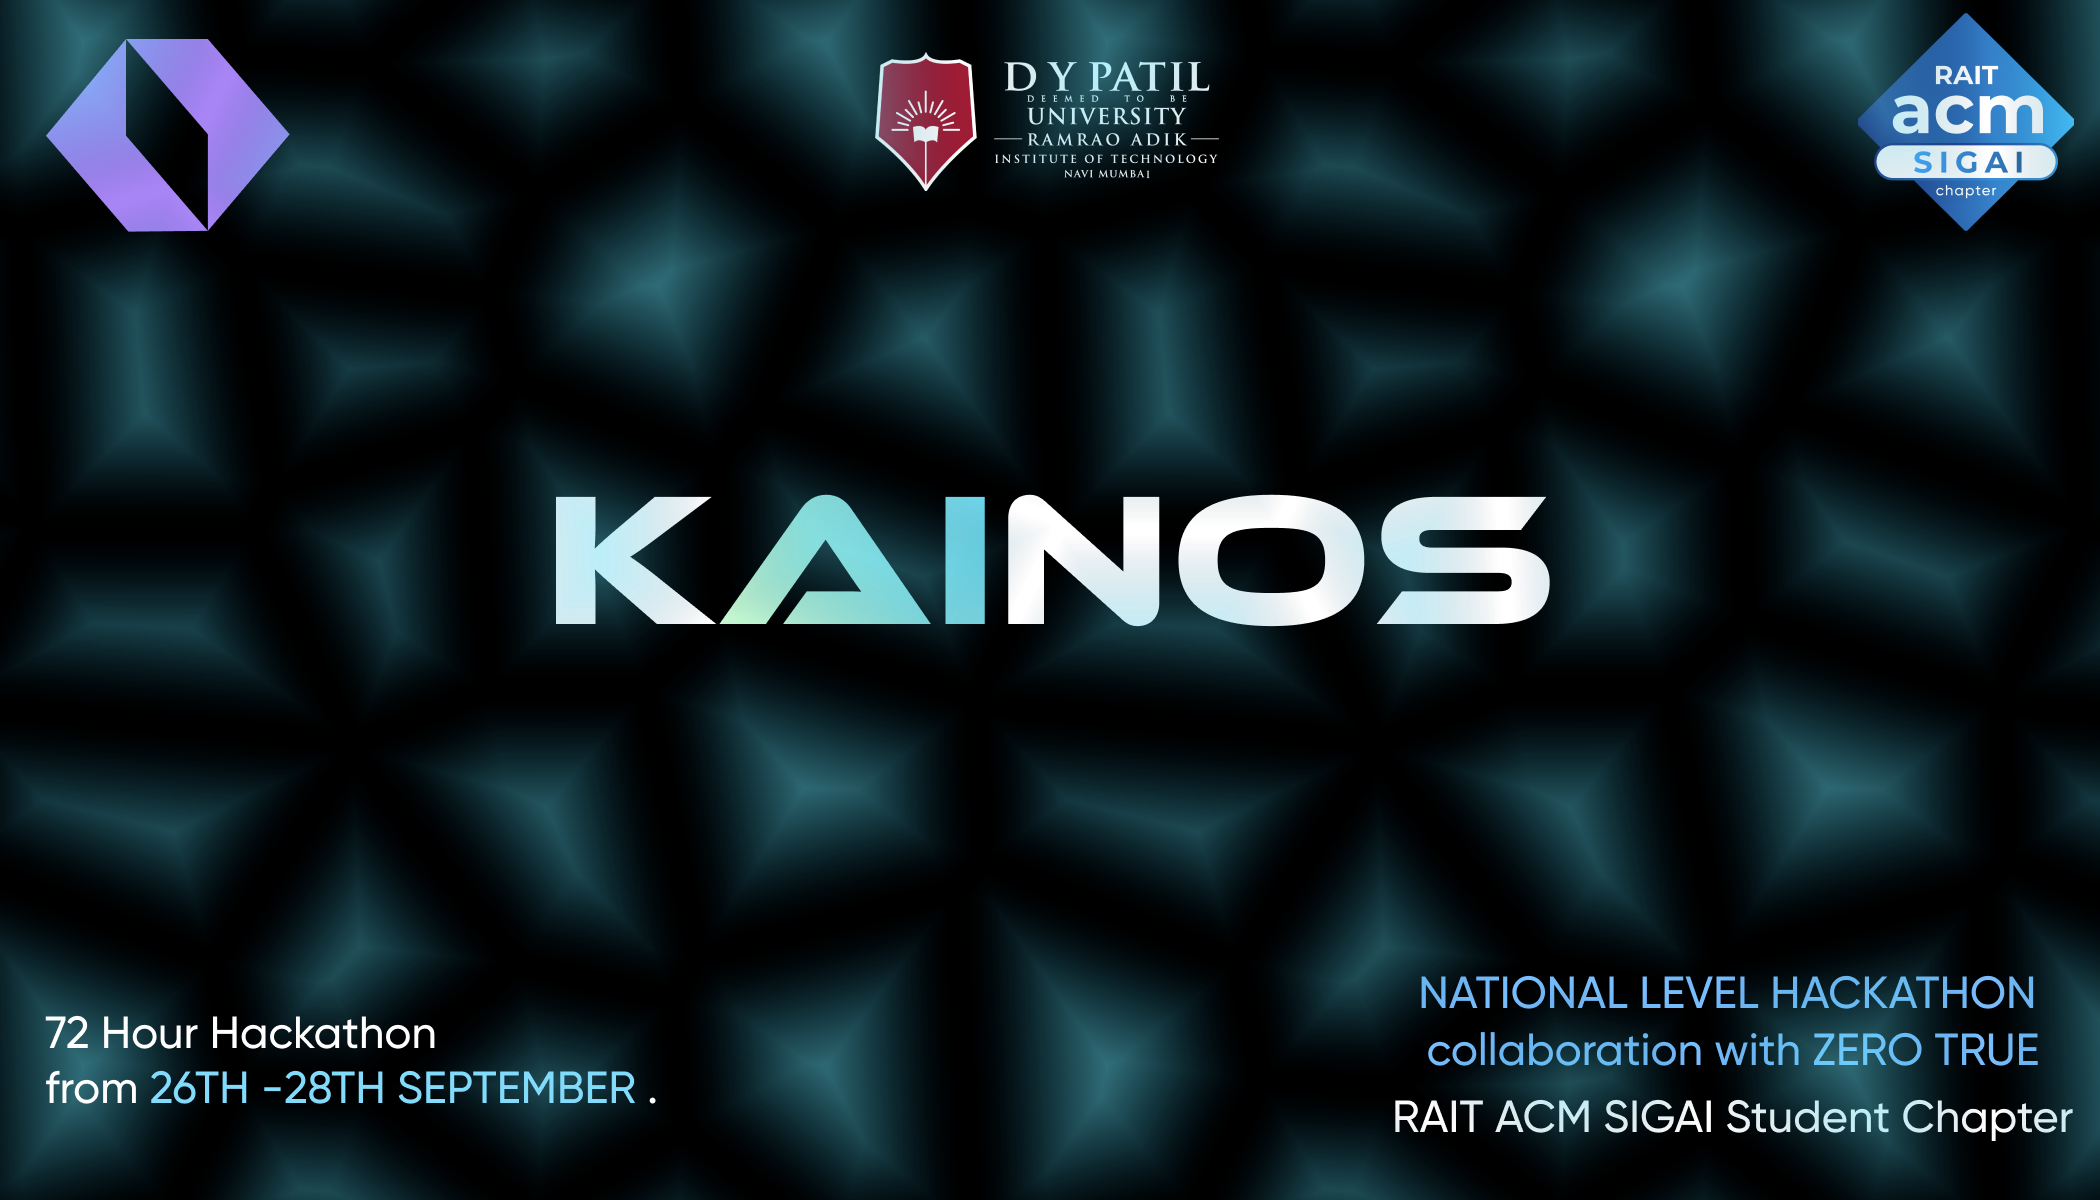 D Y PATIL
DEEMED TO BE
UNIVERSITY
RAMRAO ADIK
INSTITUTE OF TECHNOLOGY
NAVI MUMBAI
RAIT
acm
SIGAI
chapter
KAINOS
72 Hour Hackathon
from 26TH -28TH SEPTEMBER .
NATIONAL LEVEL HACKATHON
collaboration with ZERO TRUE
RAIT ACM SIGAI Student Chapter